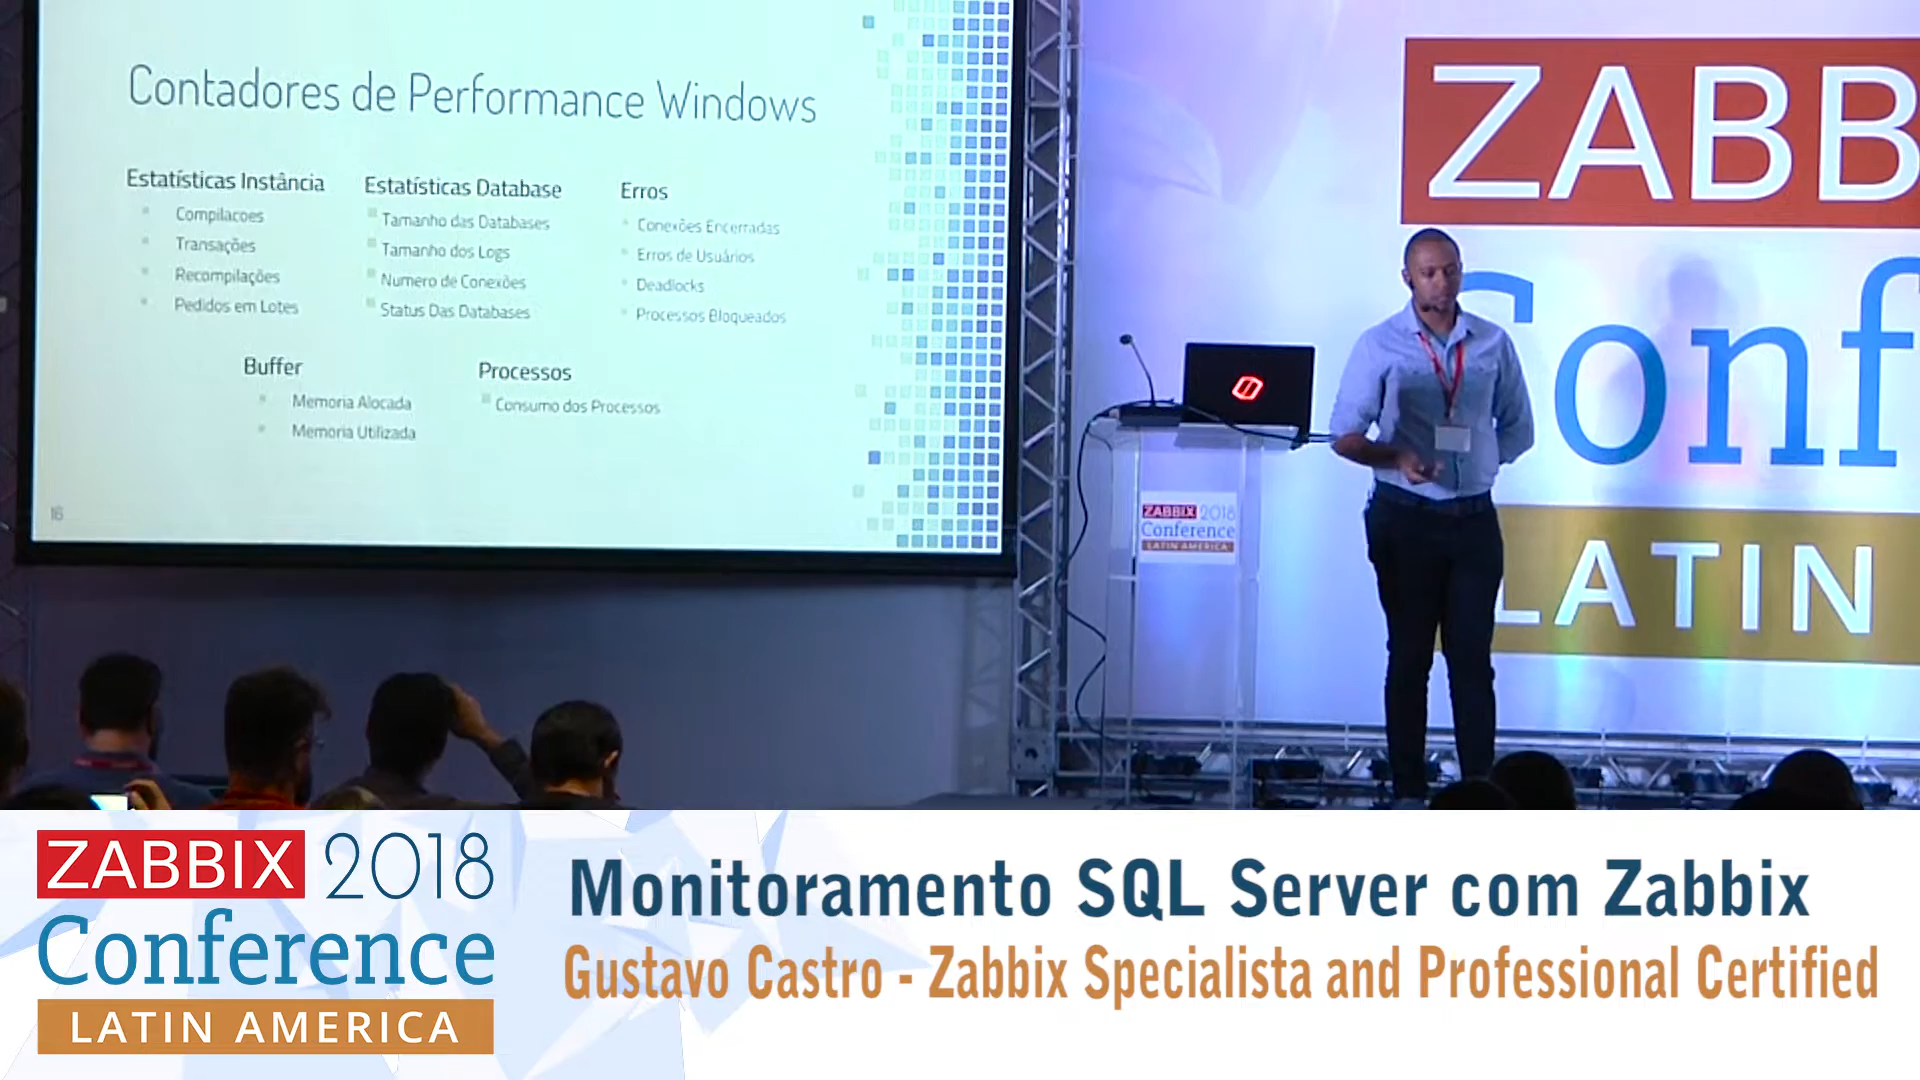 Contadores de Performance Windows
Estatísticas Instância
Compilacoes
Transações
Recompilações
Pedidos em Lotes
Estatísticas Database
Tamanho das Databases
Tamanho dos Logs
Numero de Conexões
Status Das Databases
Erros
Conexões Encerradas
Erros de Usuários
Deadlocks
Processos Bloqueados
Buffer
Memoria Alocada
Memoria Utilizada
Processos
Consumo dos Processos
16
ZABB
Conf
LATIN
ZABBIX 2018
Conference
LATIN AMERICA
ZABBIX 2018
Conference
LATIN AMERICA
Monitoramento SQL Server com Zabbix
Gustavo Castro - Zabbix Specialista and Professional Certified